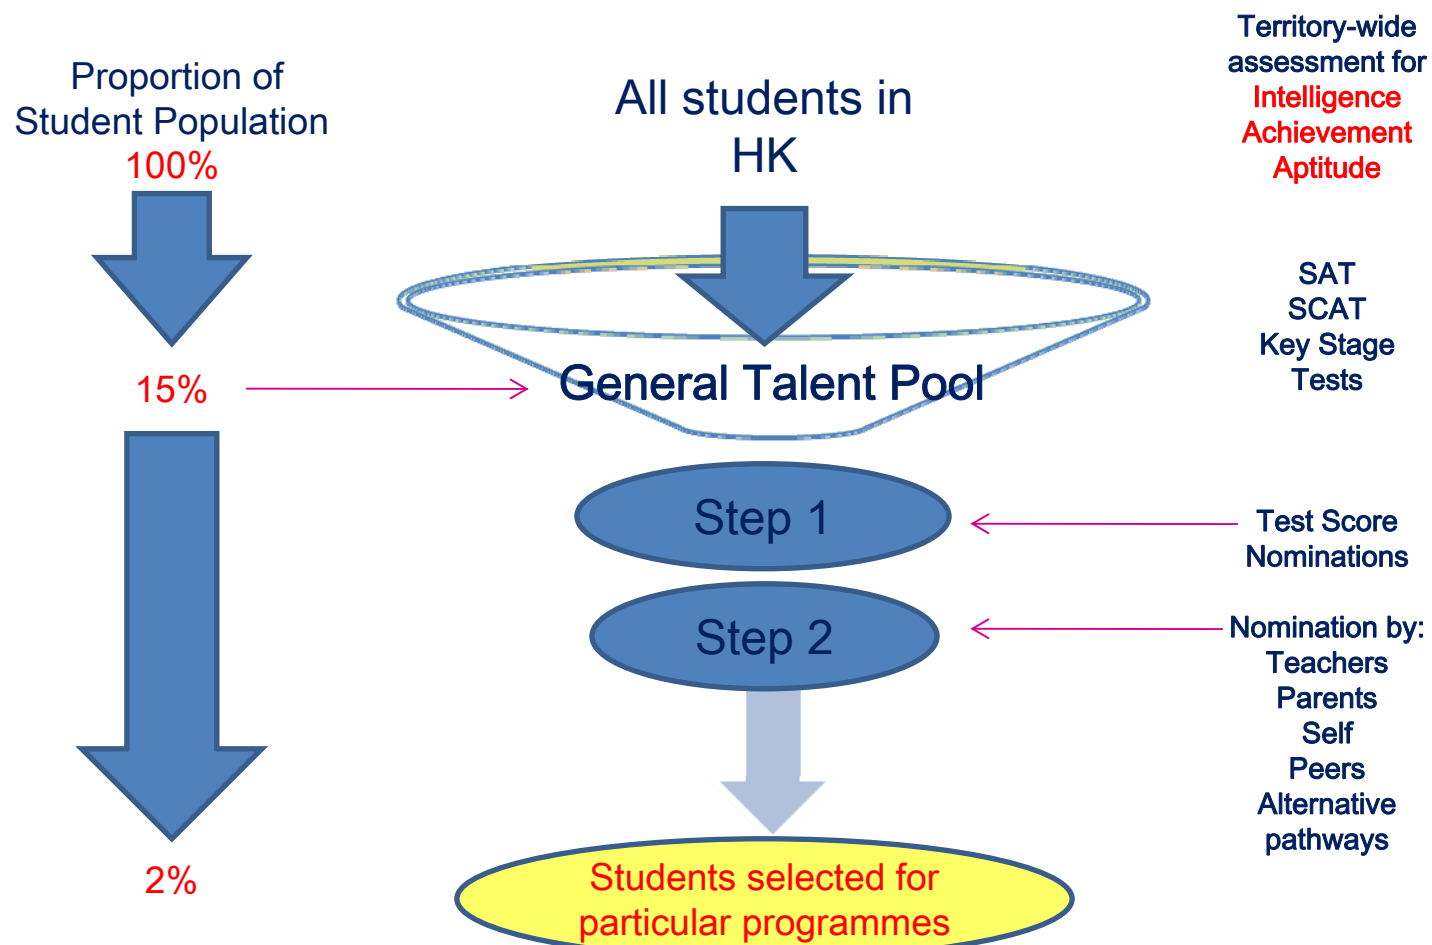 Proportion of
Student Population
100%
15%
2%
All students in
HK
General Talent Pool
Step 1
Step 2
Students selected for
particular programmes
Territory-wide
assessment for
Intelligence
Achievement
Aptitude
SAT
SCAT
Key Stage
Tests
Test Score
Nominations
Nomination by:
Teachers
Parents
Self
Peers
Alternative
pathways